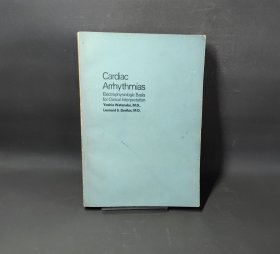 Cardiac
Arrhythmias
Electrophysiologic Basis
for Clinical Interpretation
Yoshio Watanabe, M.D.,
Leonard S. Dreifus, M.D.